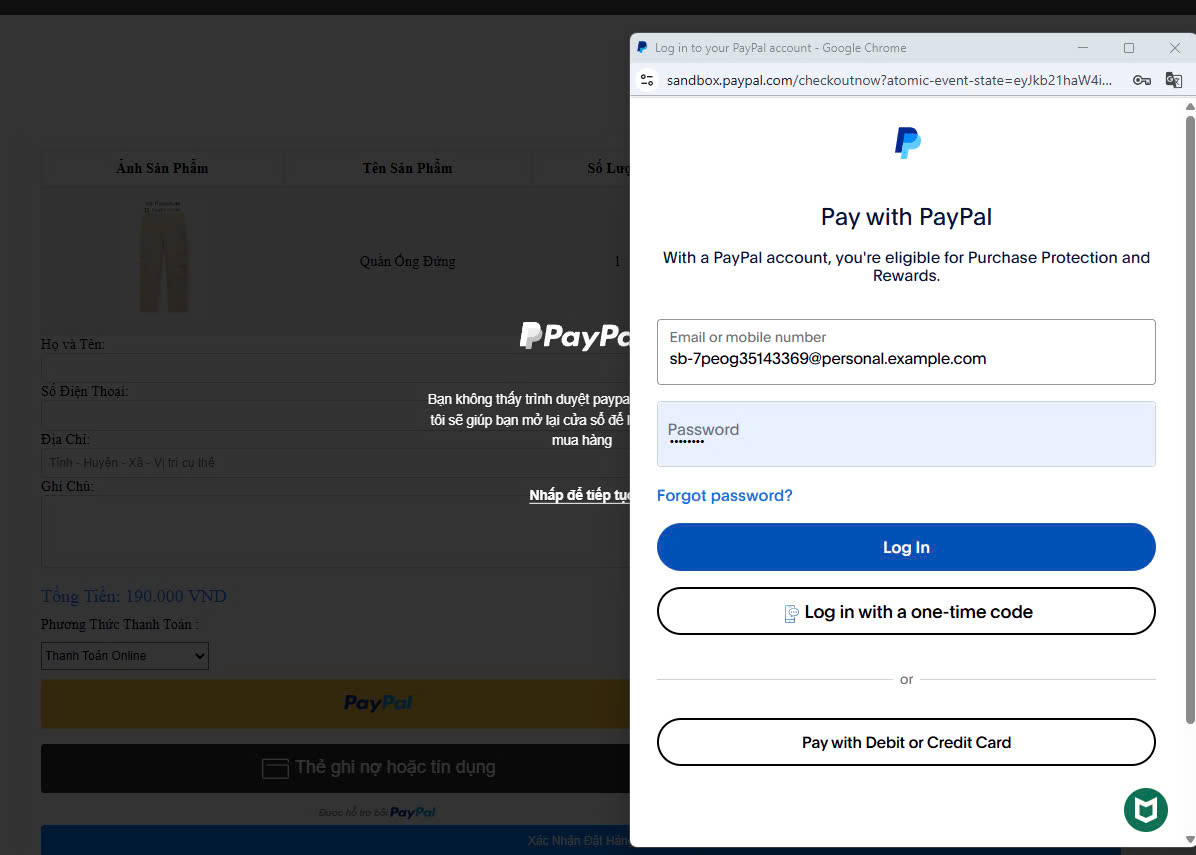 Log in to your PayPal account - Google Chrome
sandbox.paypal.com/checkoutnow?atomic-event-state=eyJkb21haW4i...
Ảnh Sản Phẩm
Tên Sản Phẩm
Quần Ống Đứng
1
Họ và Tên:
Số Điện Thoại:
Địa Chỉ:
Tỉnh - Huyện - Xã - Vị trí cụ thể
Ghi Chú:
Tổng Tiền: 190.000 VND
Phương Thức Thanh Toán :
Thanh Toán Online
PayPal
Thẻ ghi nợ hoặc tín dụng
Được hỗ trợ bởi PayPal
Xác Nhận Đặt
Bạn không thấy trình duyệt
tôi sẽ giúp bạn mở lại cửa sổ để
mua hàng
Nhấp để tiếp
Pay with PayPal
With a PayPal account, you're eligible for Purchase Protection and
Rewards.
Email or mobile number
sb-7peog35143369@personal.example.com
Password
Forgot password?
Log In
Log in with a one-time code
or
Pay with Debit or Credit Card